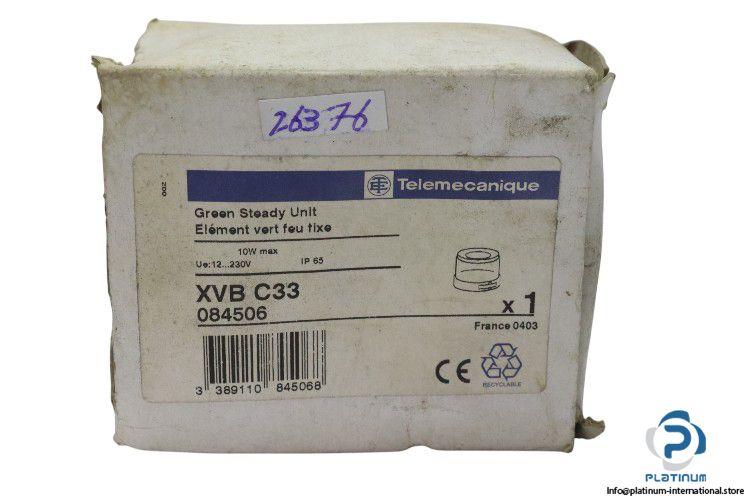 26376
002
Telemecanique
Green Steady Unit
Elément vert feu fixe
10W max
Ue:12...230V IP 65
XVB C33
084506
x 1
France 0403
3 389110 845068
CE
RECYCLABLE
PLATINUM
Info@platinum-international.store